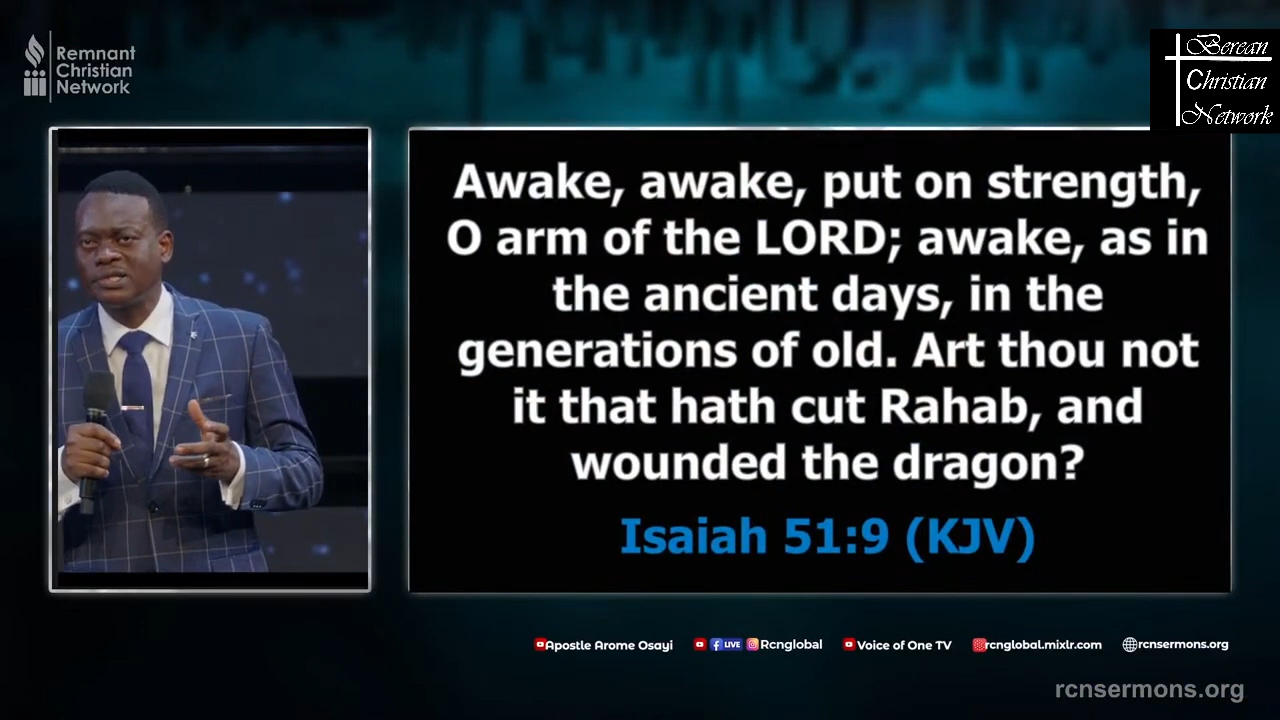 Remnant
Christian
Network
Berean
Christian
Network
Awake, awake, put on strength,
O arm of the LORD; awake, as in
the ancient days, in the
generations of old. Art thou not
it that hath cut Rahab, and
wounded the dragon?
Isaiah 51:9 (KJV)
Apostle Arome Osayi
LIVE Rcnglobal
Voice of One TV
rcnglobal.mixlr.com
rcnsermons.org
rcnsermons.org